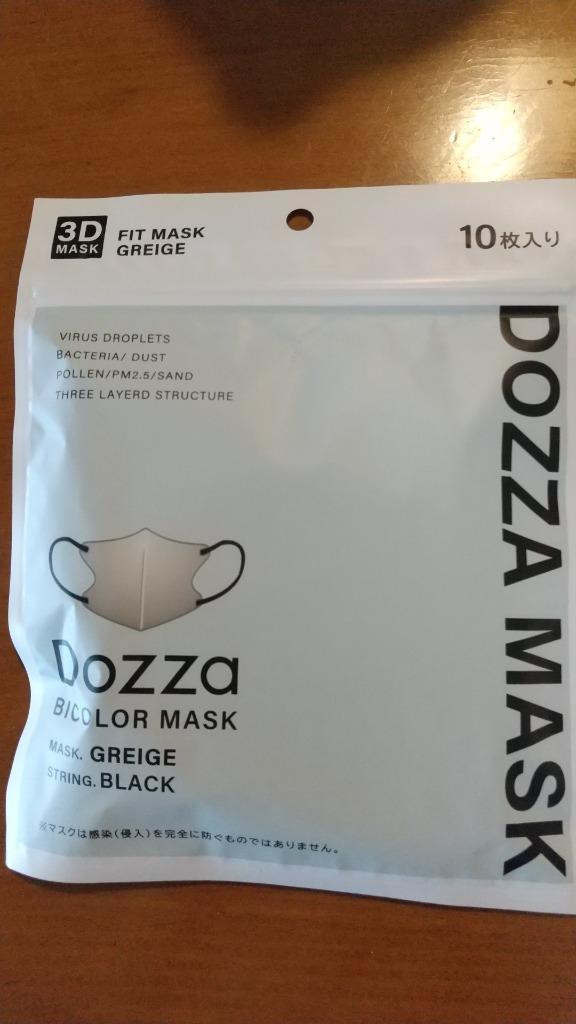 3D
MASK
FIT MASK
GREIGE
10枚入り
VIRUS DROPLETS
BACTERIA/ DUST
POLLEN/PM2.5/SAND
THREE LAYERD STRUCTURE
DOZZA MASK
Dozza
BICOLOR MASK
MASK. GREIGE
STRING. BLACK
※マスクは感染(侵入)を完全に防ぐものではありません。